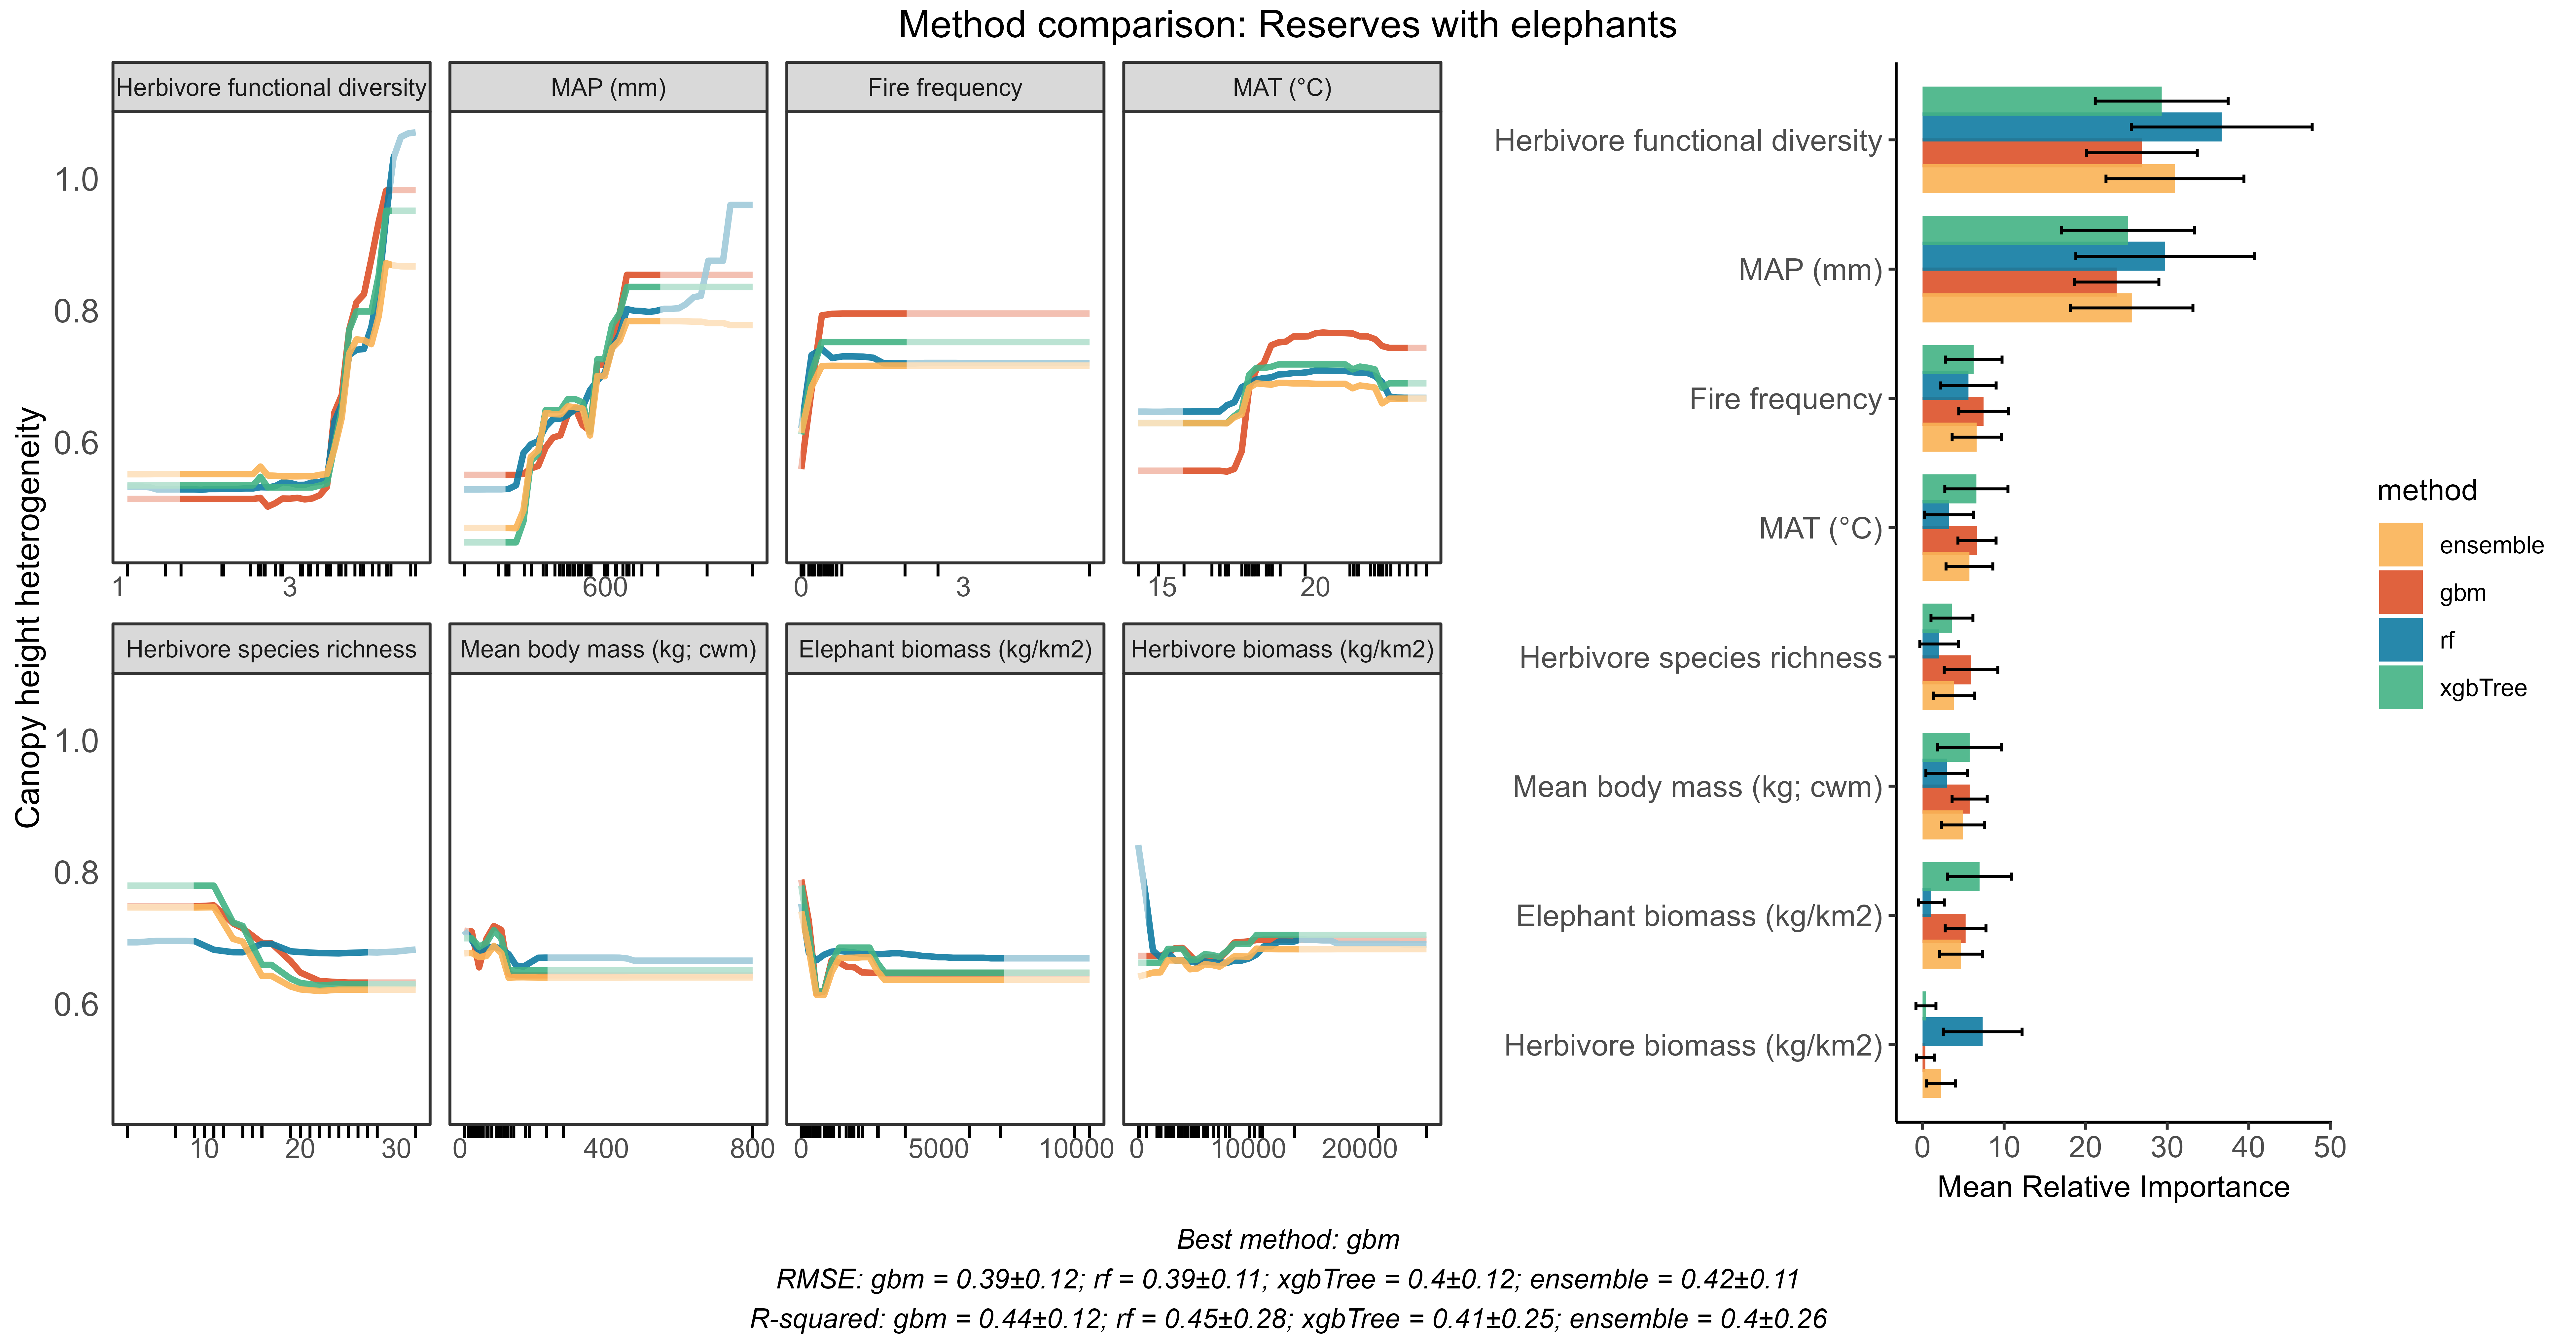 Method comparison: Reserves with elephants
Herbivore functional diversity
MAP (mm)
Fire frequency
MAT (°C)
Canopy height heterogeneity
1.0
0.8
0.6
1
3
600
0
3
15
20
Herbivore species richness
Mean body mass (kg; cwm)
Elephant biomass (kg/km2)
Herbivore biomass (kg/km2)
1.0
0.8
0.6
10
20
30
0
400
800
0
5000
10000
0
10000
20000
Herbivore functional diversity
MAP (mm)
Fire frequency
MAT (°C)
Herbivore species richness
Mean body mass (kg; cwm)
Elephant biomass (kg/km2)
Herbivore biomass (kg/km2)
0
10
20
30
40
50
Mean Relative Importance
method
ensemble
gbm
rf
xgbTree
Best method: gbm
RMSE: gbm = 0.39±0.12; rf = 0.39±0.11; xgbTree = 0.4±0.12; ensemble = 0.42±0.11
R-squared: gbm = 0.44±0.12; rf = 0.45±0.28; xgbTree = 0.41±0.25; ensemble = 0.4±0.26